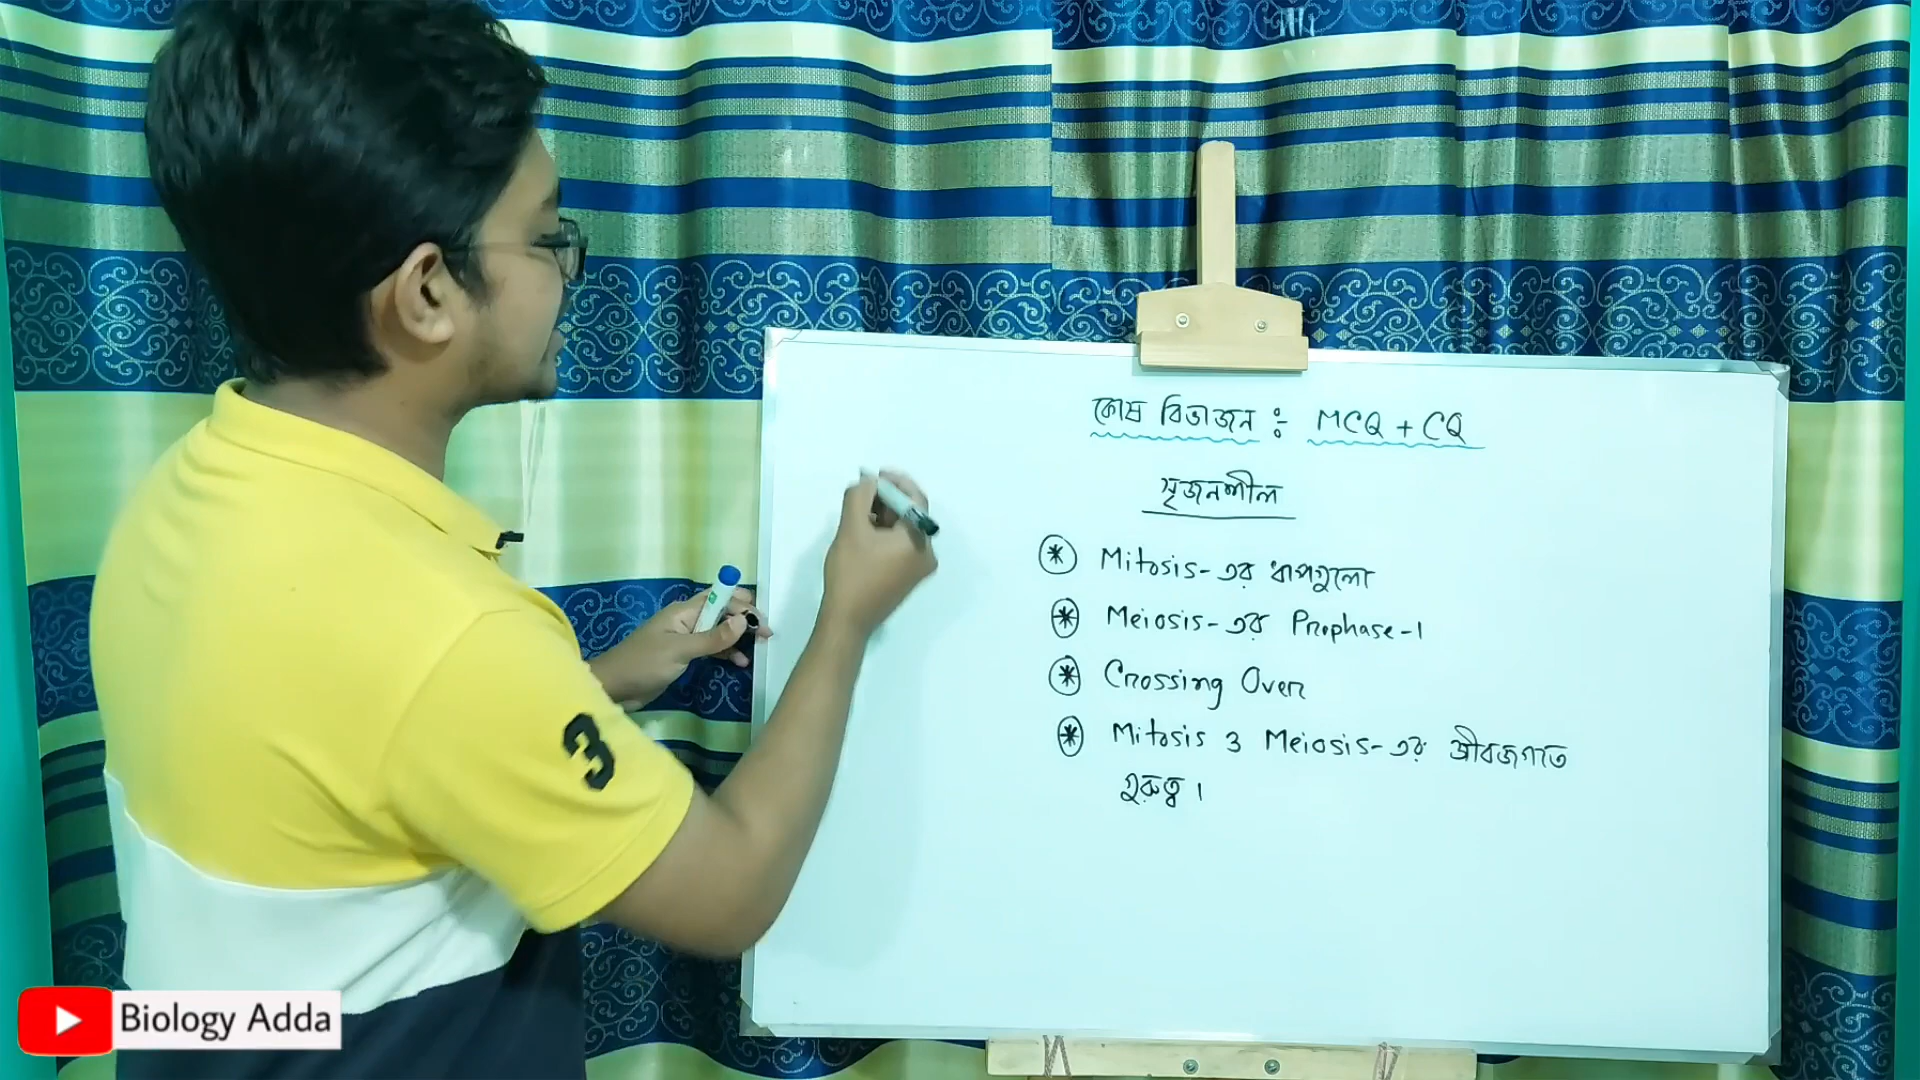 কোষ বিভাজন : MCQ + CQ
সৃজনশীল
* Mitosis-এর ধাপগুলো
* Meiosis-এর Prophase-1
* Crossing Over
* Mitosis ও Meiosis-এর জীবজগতে
গুরুত্ব।
3
Biology Adda